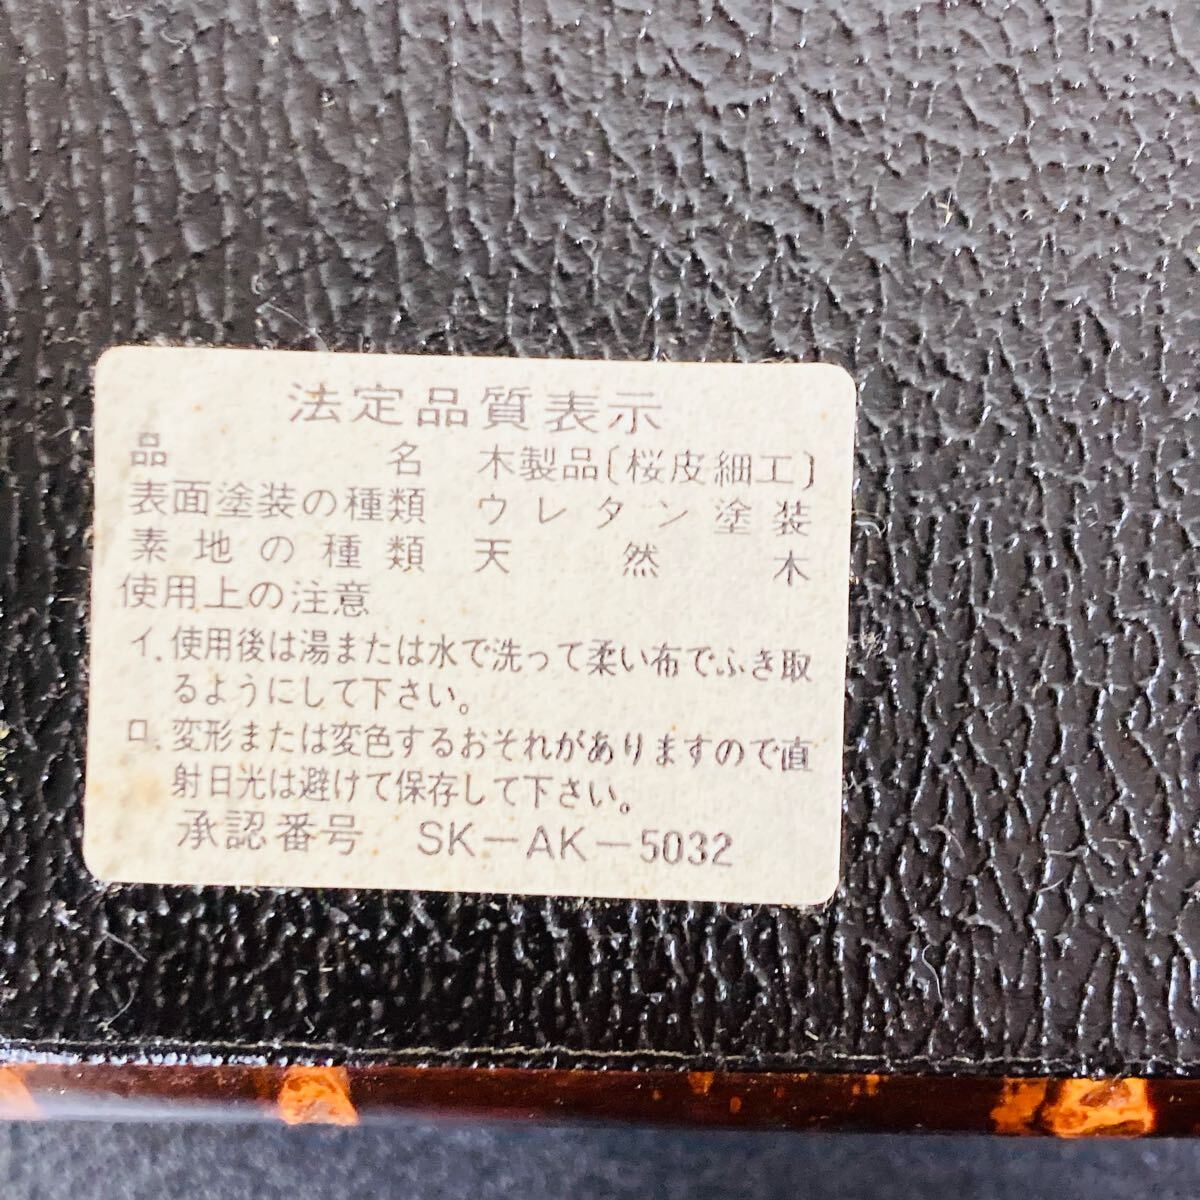 法定品質表示
品名 木製品〔桜皮細工〕
表面塗装の種類 ウレタン塗装
素地の種類 天然木
使用上の注意
イ. 使用後は湯または水で洗って柔い布でふき取
るようにして下さい。
ロ. 変形または変色するおそれがありますので直
射日光は避けて保存して下さい。
承認番号 SK－AK－5032